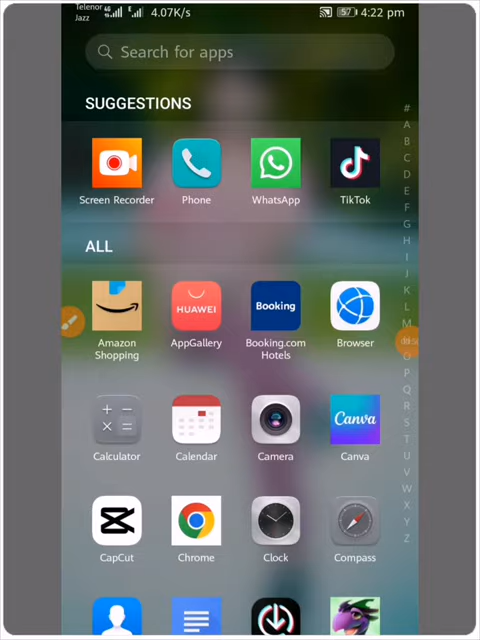 Telenor
Jazz
4.07K/s
57
4:22 pm
Search for apps
SUGGESTIONS
Screen Recorder
Phone
WhatsApp
TikTok
ALL
Amazon Shopping
HUAWEI
AppGallery
Booking
Booking.com Hotels
Browser
Calculator
Calendar
Camera
Canva
Canva
CapCut
Chrome
Clock
Compass
#
A
B
C
D
E
F
G
H
I
J
K
L
M
O
P
Q
R
S
T
U
V
W
X
Y
Z